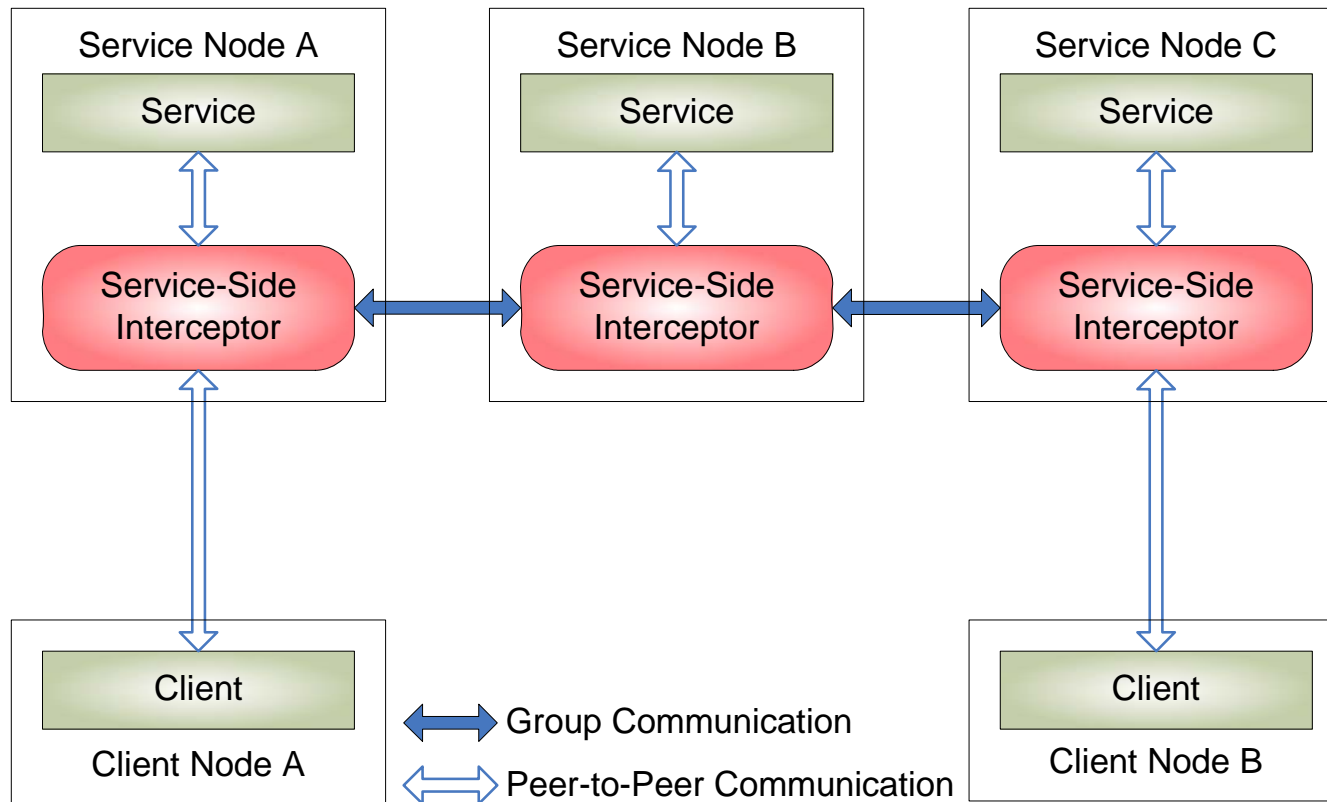 Service Node A
Service Node B
Service Node C
Service
Service
Service
Service-Side
Interceptor
Service-Side
Interceptor
Service-Side
Interceptor
Client
Client Node A
Client
Client Node B
Group Communication
Peer-to-Peer Communication